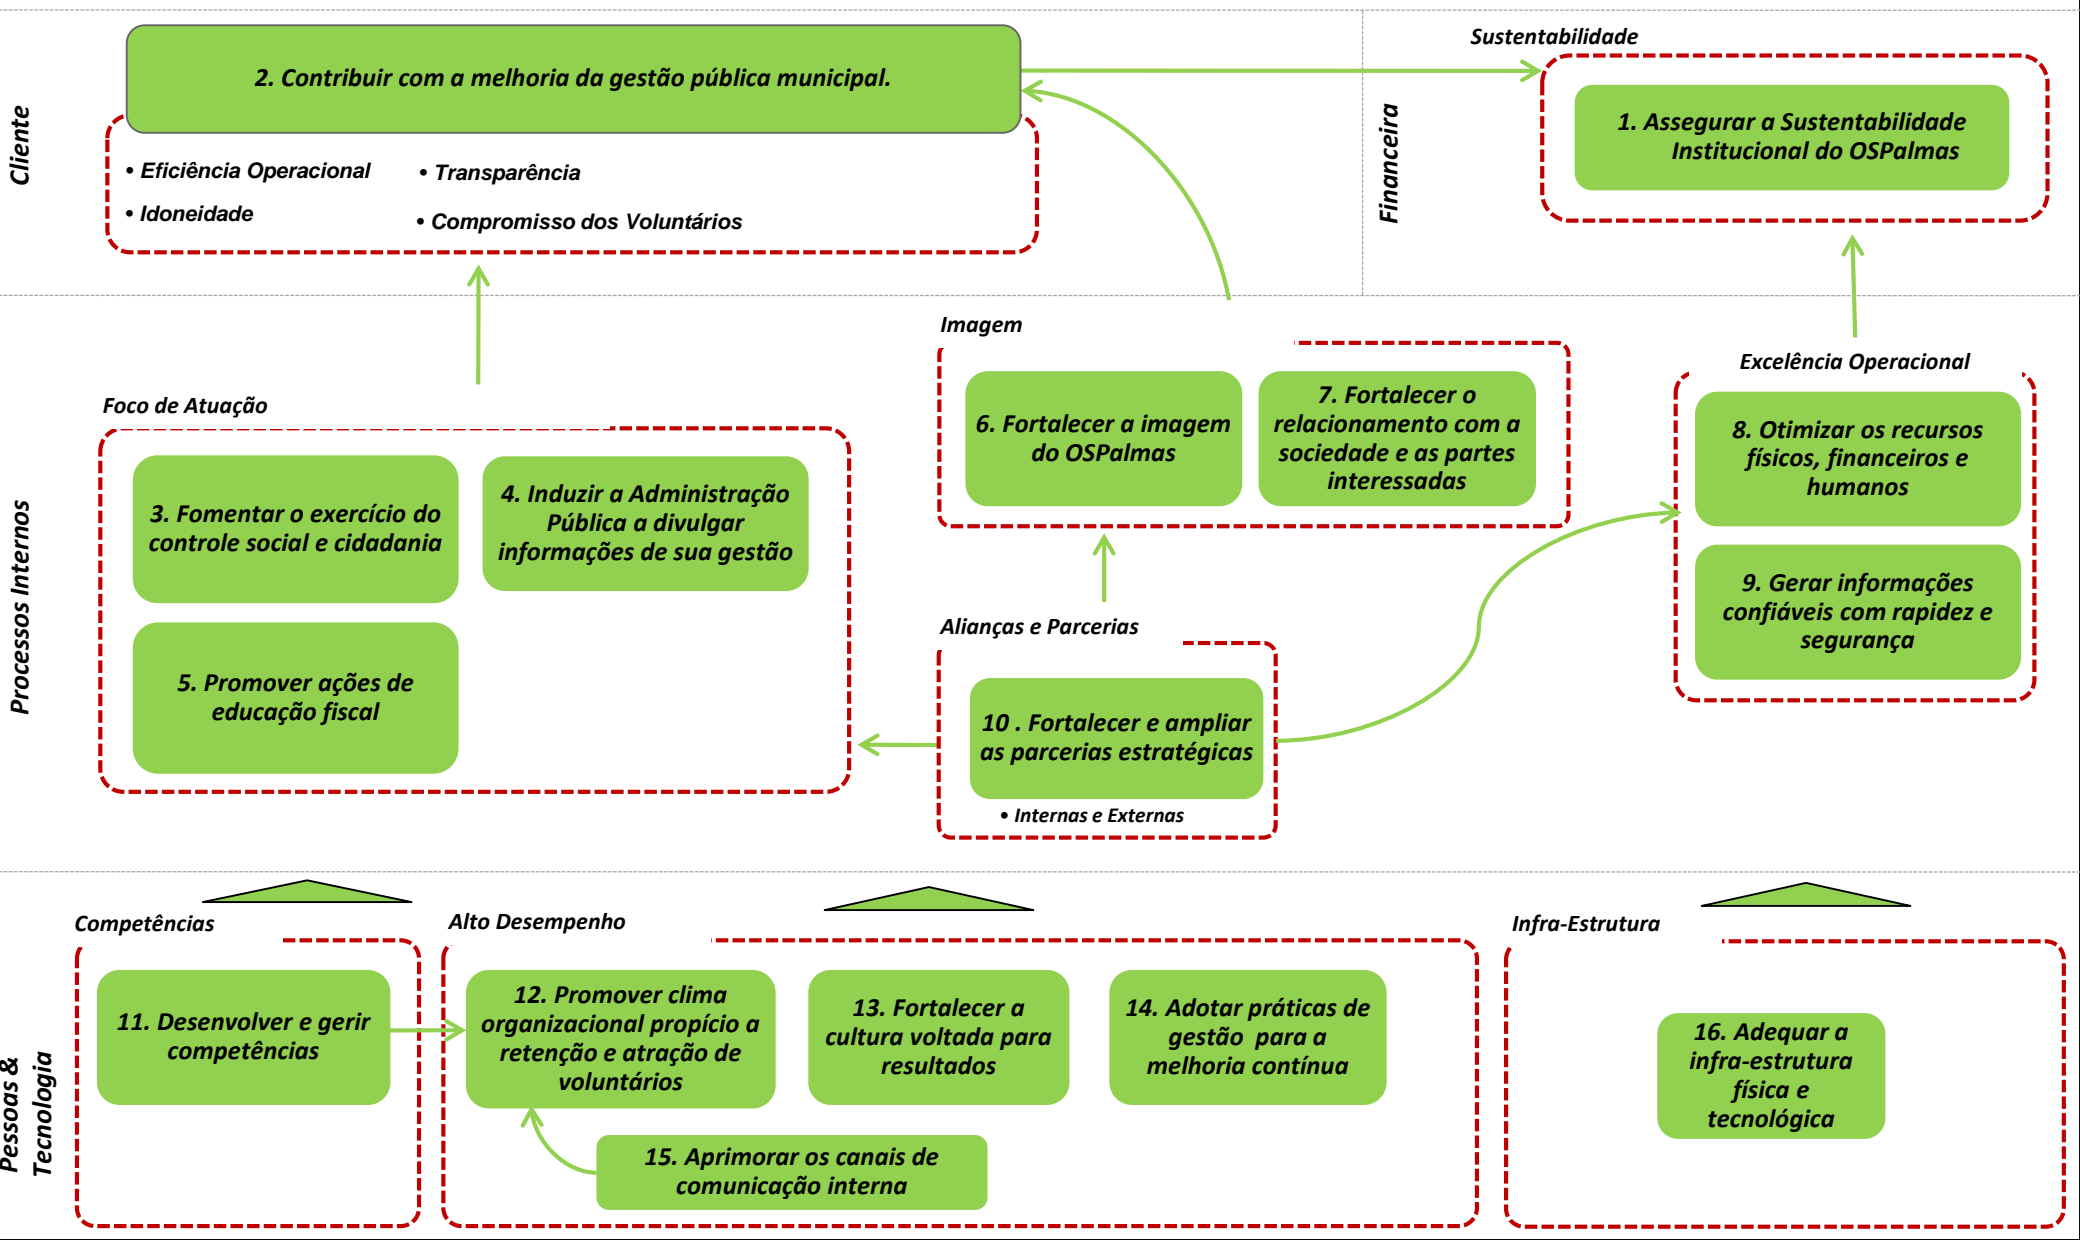 Cliente
2. Contribuir com a melhoria da gestão pública municipal.
• Eficiência Operacional
• Transparência
• Idoneidade
• Compromisso dos Voluntários
Financeira
Sustentabilidade
1. Assegurar a Sustentabilidade
Institucional do OSPalmas
Processos Internos
Foco de Atuação
3. Fomentar o exercício do
controle social e cidadania
4. Induzir a Administração
Pública a divulgar
informações de sua gestão
5. Promover ações de
educação fiscal
Imagem
6. Fortalecer a imagem
do OSPalmas
7. Fortalecer o
relacionamento com a
sociedade e as partes
interessadas
Alianças e Parcerias
10 . Fortalecer e ampliar
as parcerias estratégicas
• Internas e Externas
Excelência Operacional
8. Otimizar os recursos
físicos, financeiros e
humanos
9. Gerar informações
confiáveis com rapidez e
segurança
Pessoas &
Tecnologia
Competências
11. Desenvolver e gerir
competências
Alto Desempenho
12. Promover clima
organizacional propício a
retenção e atração de
voluntários
13. Fortalecer a
cultura voltada para
resultados
14. Adotar práticas de
gestão  para a
melhoria contínua
15. Aprimorar os canais de
comunicação interna
Infra-Estrutura
16. Adequar a
infra-estrutura
física e
tecnológica